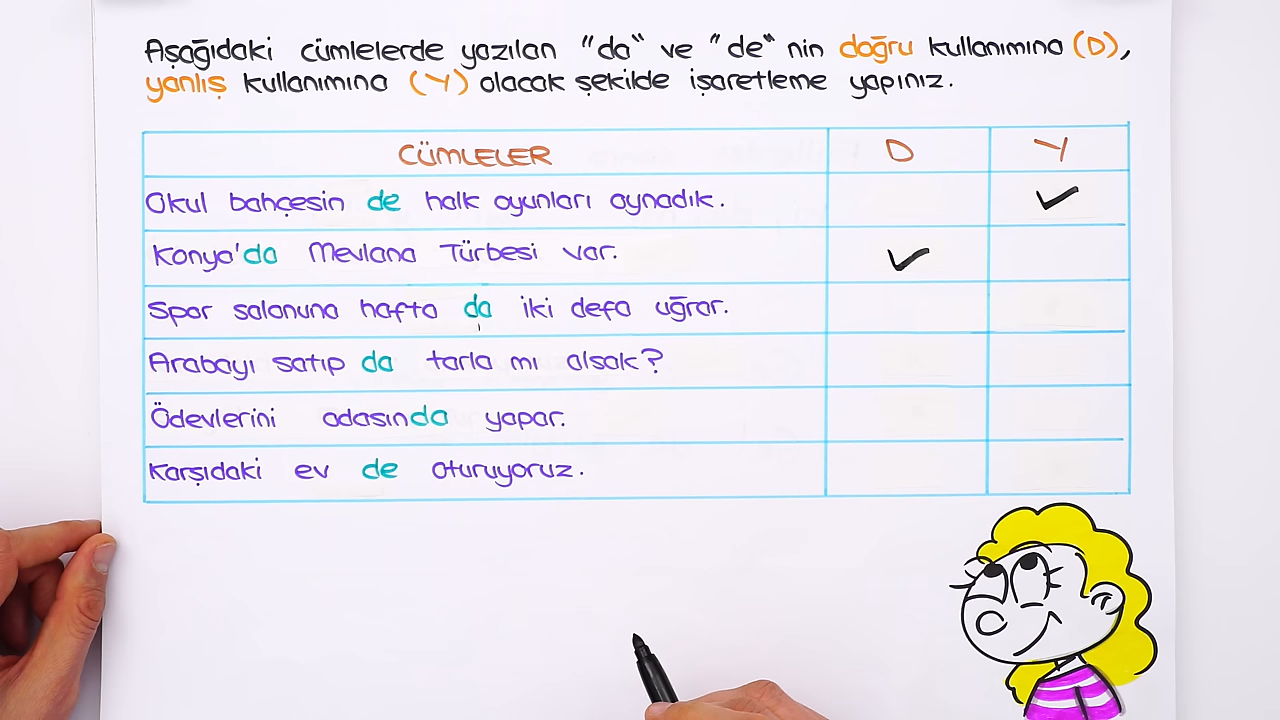 Aşağıdaki cümlelerde yazılan "da" ve "de" nin doğru kullanımına (D),
yanlış kullanımına (Y) olacak şekilde işaretleme yapınız.
CÜMLELER D Y
Okul bahçesin de halk oyunları oynadık.
Konya'da Mevlana Türbesi var.
Spor salonuna hafta da iki defa uğrar.
Arabayı satıp da tarla mı alsak?
Ödevlerini odasında yapar.
Karşıdaki ev de oturuyoruz.